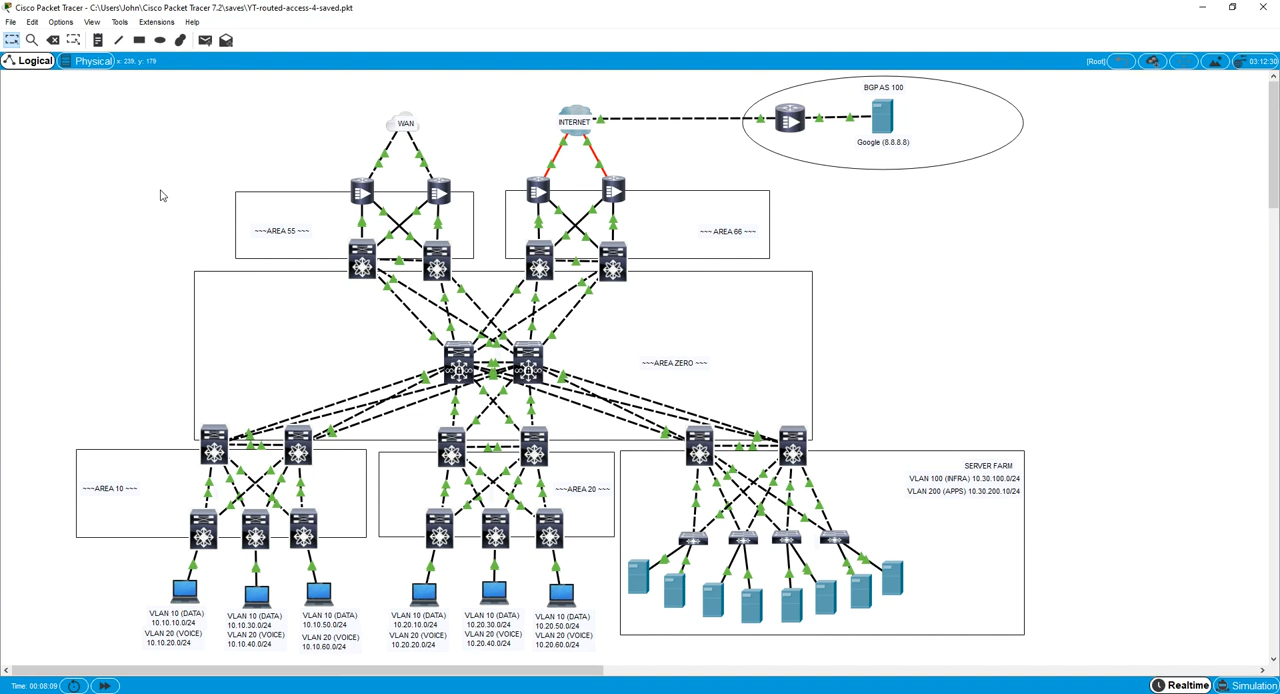 Cisco Packet Tracer - C:\Users\John\Cisco Packet Tracer 7.2\saves\YT-routed-access-4-saved.pkt
File Edit Options View Tools Extensions Help
Logical Physical x: 239, y: 179 [Root] 03:12:30
BGP AS 100
WAN
INTERNET
Google (8.8.8.8)
~~~AREA 55 ~~~
~~~ AREA 66 ~~~
~~~AREA ZERO ~~~
SERVER FARM
VLAN 100 (INFRA) 10.30.100.0/24
VLAN 200 (APPS) 10.30.200.10/24
~~~AREA 10 ~~~
~~~AREA 20 ~~~
VLAN 10 (DATA)
10.10.10.0/24
VLAN 20 (VOICE)
10.10.20.0/24
VLAN 10 (DATA)
10.10.30.0/24
VLAN 20 (VOICE)
10.10.40.0/24
VLAN 10 (DATA)
10.10.50.0/24
VLAN 20 (VOICE)
10.10.60.0/24
VLAN 10 (DATA)
10.20.10.0/24
VLAN 20 (VOICE)
10.20.20.0/24
VLAN 10 (DATA)
10.20.30.0/24
VLAN 20 (VOICE)
10.20.40.0/24
VLAN 10 (DATA)
10.20.50.0/24
VLAN 20 (VOICE)
10.20.60.0/24
Time: 00:08:09
Realtime Simulation